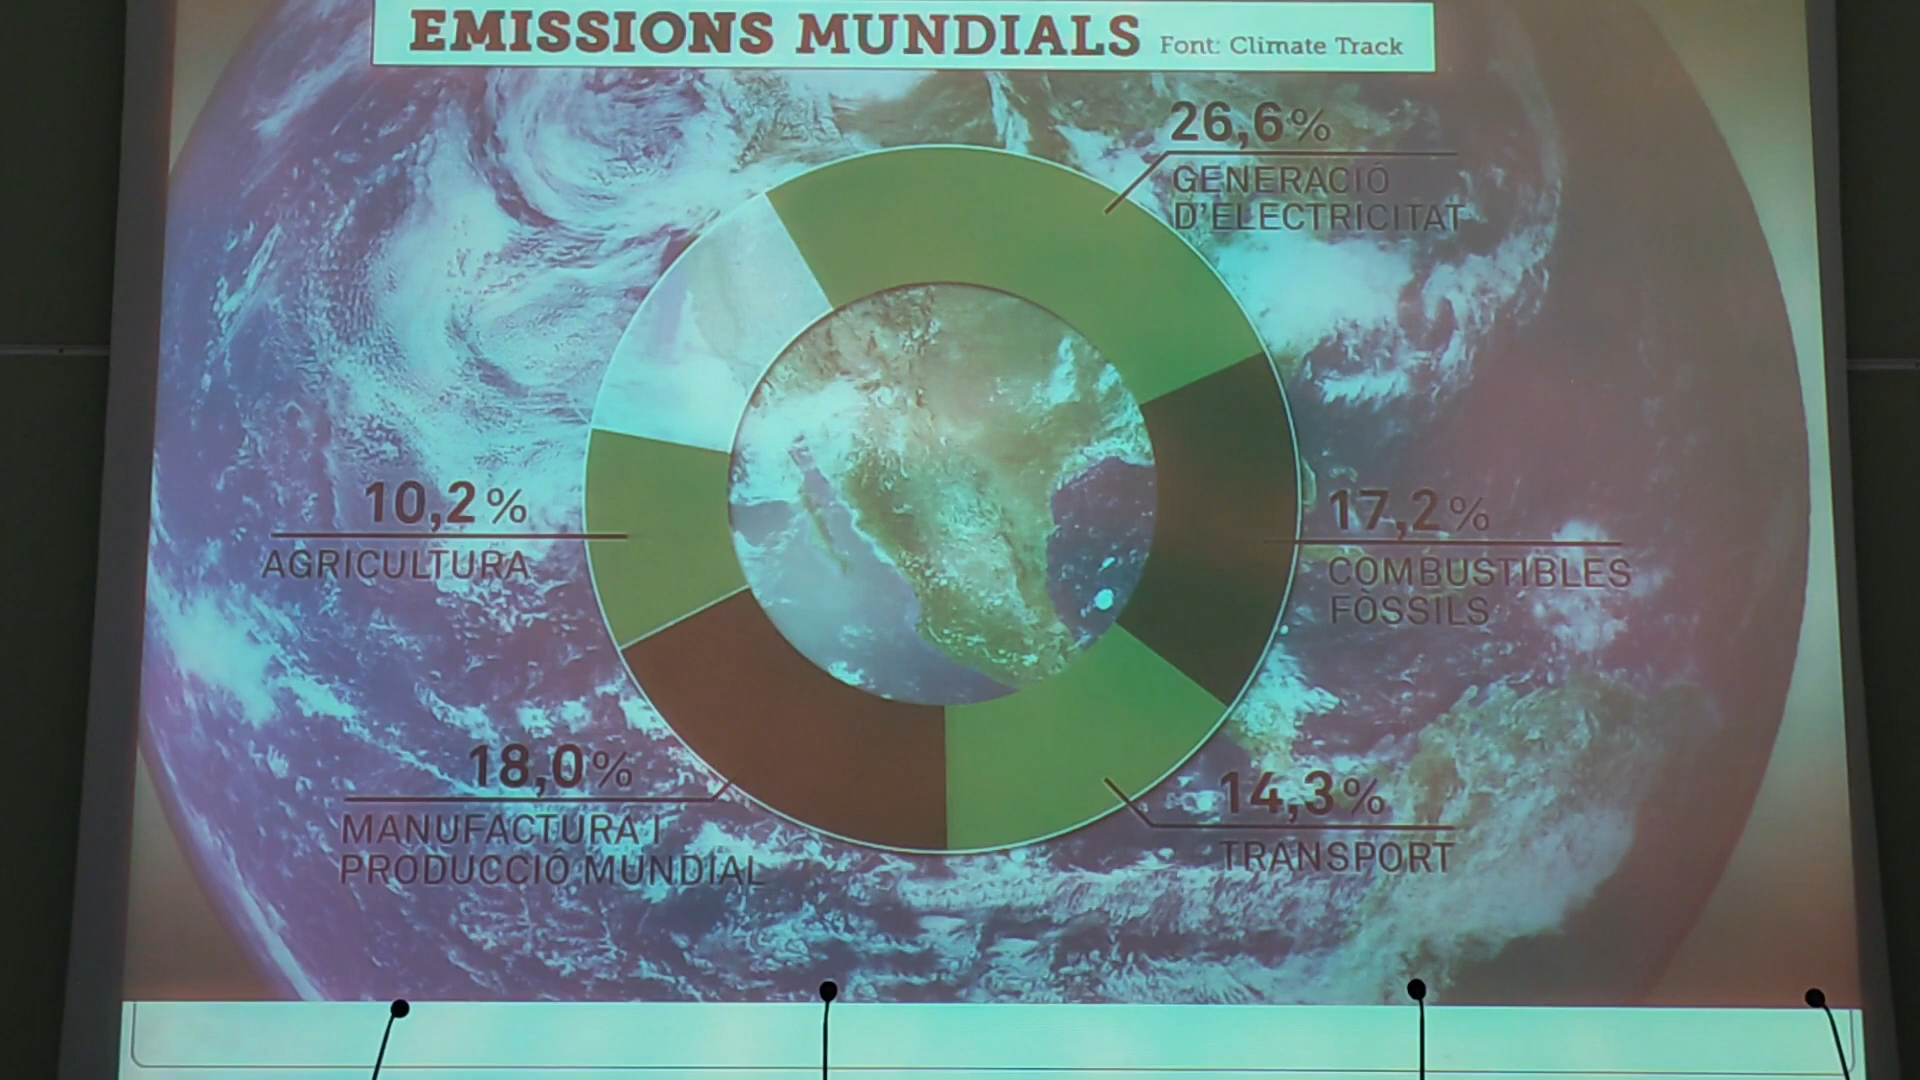 EMISSIONS MUNDIALS Font: Climate Track
26,6%
GENERACIÓ
D'ELECTRICITAT
10,2%
AGRICULTURA
17,2%
COMBUSTIBLES
FÒSSILS
18,0%
MANUFACTURA I
PRODUCCIÓ MUNDIAL
14,3%
TRANSPORT